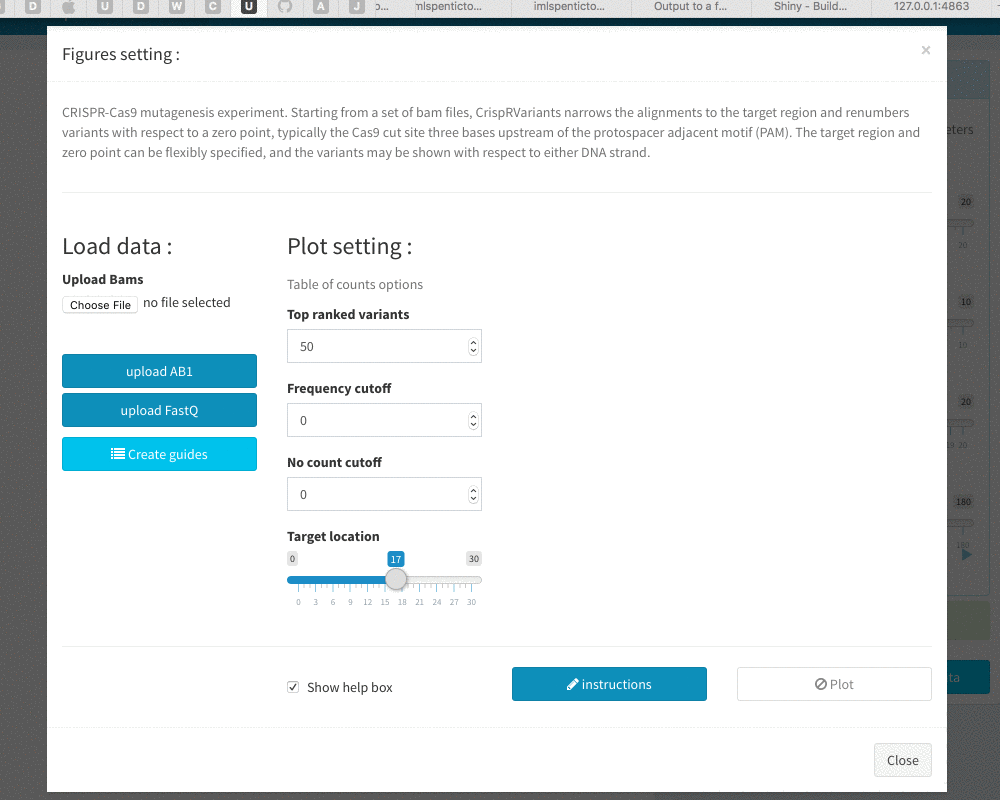 D D U D W C U A J ...
mlspenticto...
imlspenticto...
Output to a f...
Shiny - Build...
127.0.0.1:4863
Figures setting :
×
CRISPR-Cas9 mutagenesis experiment. Starting from a set of bam files, CrispRVariants narrows the alignments to the target region and renumbers
variants with respect to a zero point, typically the Cas9 cut site three bases upstream of the protospacer adjacent motif (PAM). The target region and
zero point can be flexibly specified, and the variants may be shown with respect to either DNA strand.
eters
20
20
10
10
20
19 20
180
180
ta
Load data :
Upload Bams
Choose File no file selected
upload AB1
upload FastQ
Create guides
Plot setting :
Table of counts options
Top ranked variants
50
Frequency cutoff
0
No count cutoff
0
Target location
0 17 30
0 3 6 9 12 15 18 21 24 27 30
Show help box
instructions
Plot
Close